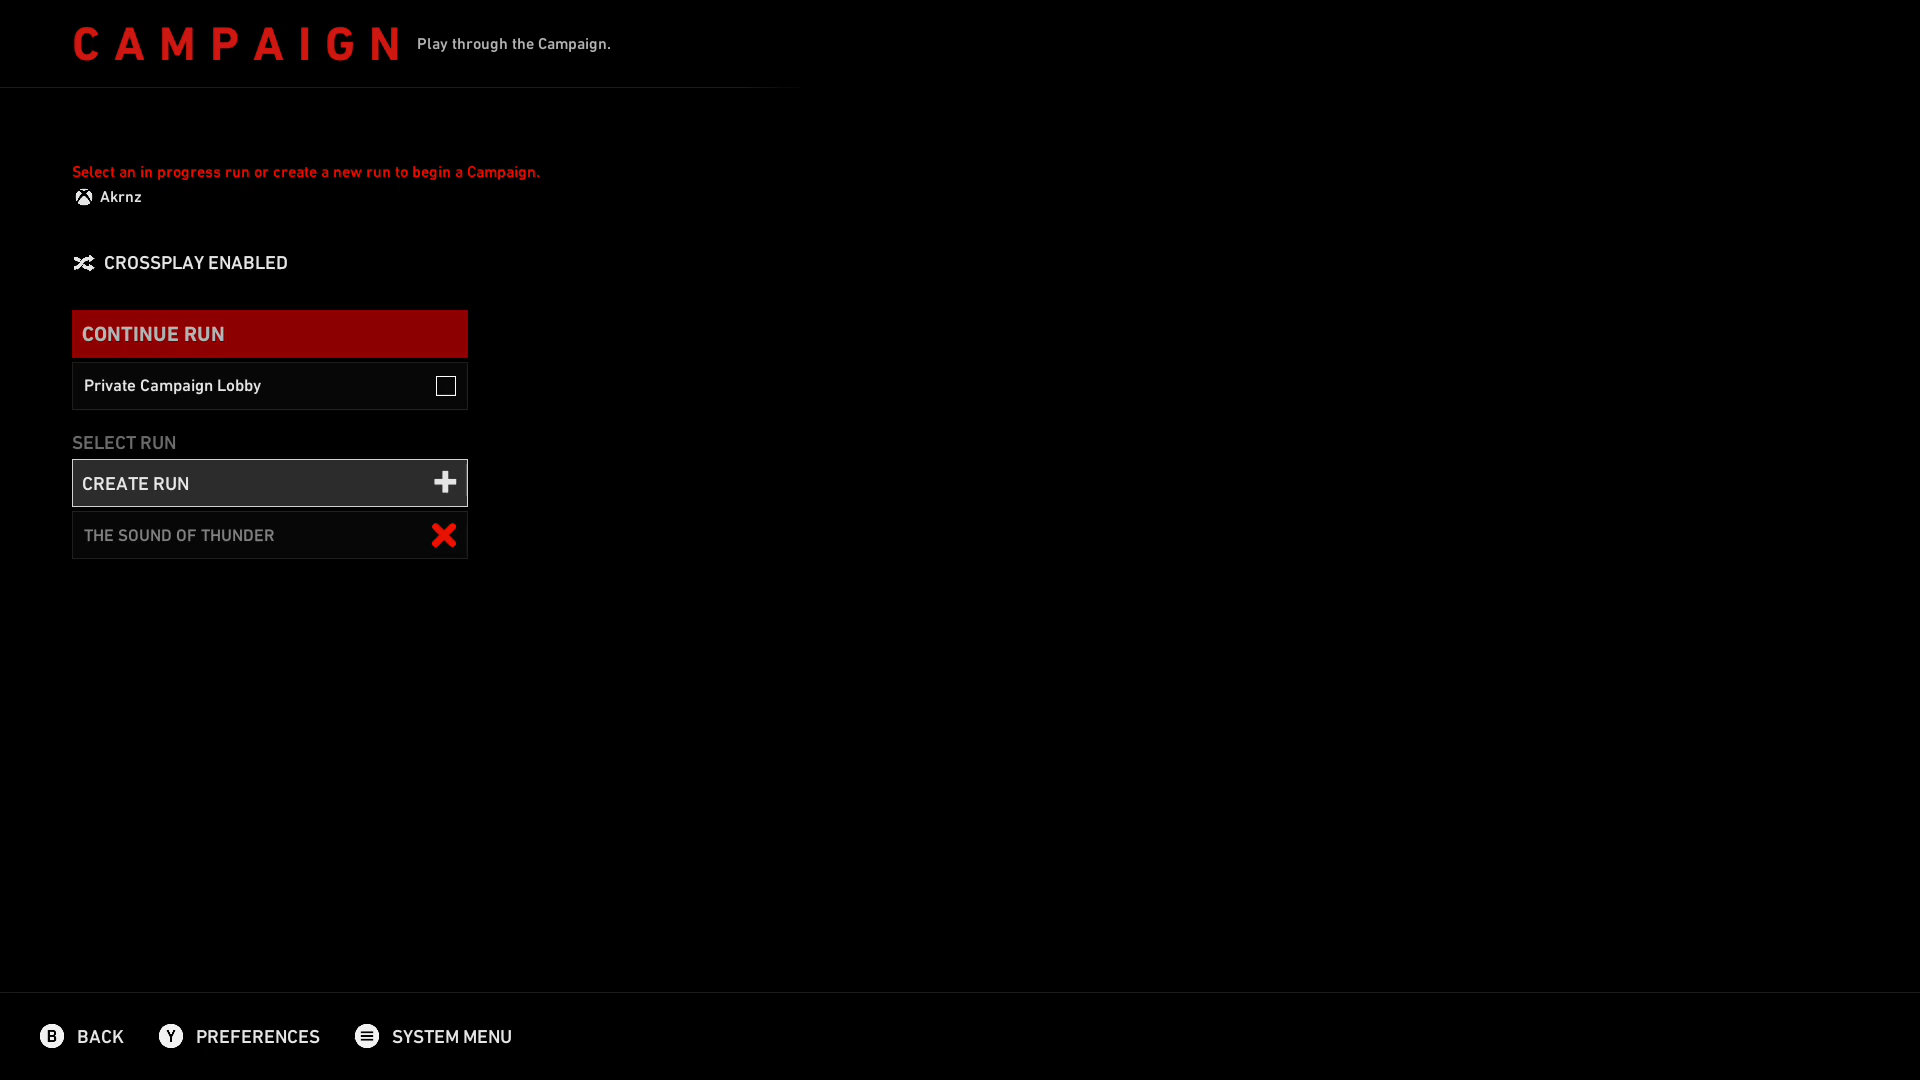 CAMPAIGN Play through the Campaign.
Select an in progress run or create a new run to begin a Campaign.
Akrnz
CROSSPLAY ENABLED
CONTINUE RUN
Private Campaign Lobby
SELECT RUN
CREATE RUN
THE SOUND OF THUNDER
B BACK Y PREFERENCES SYSTEM MENU